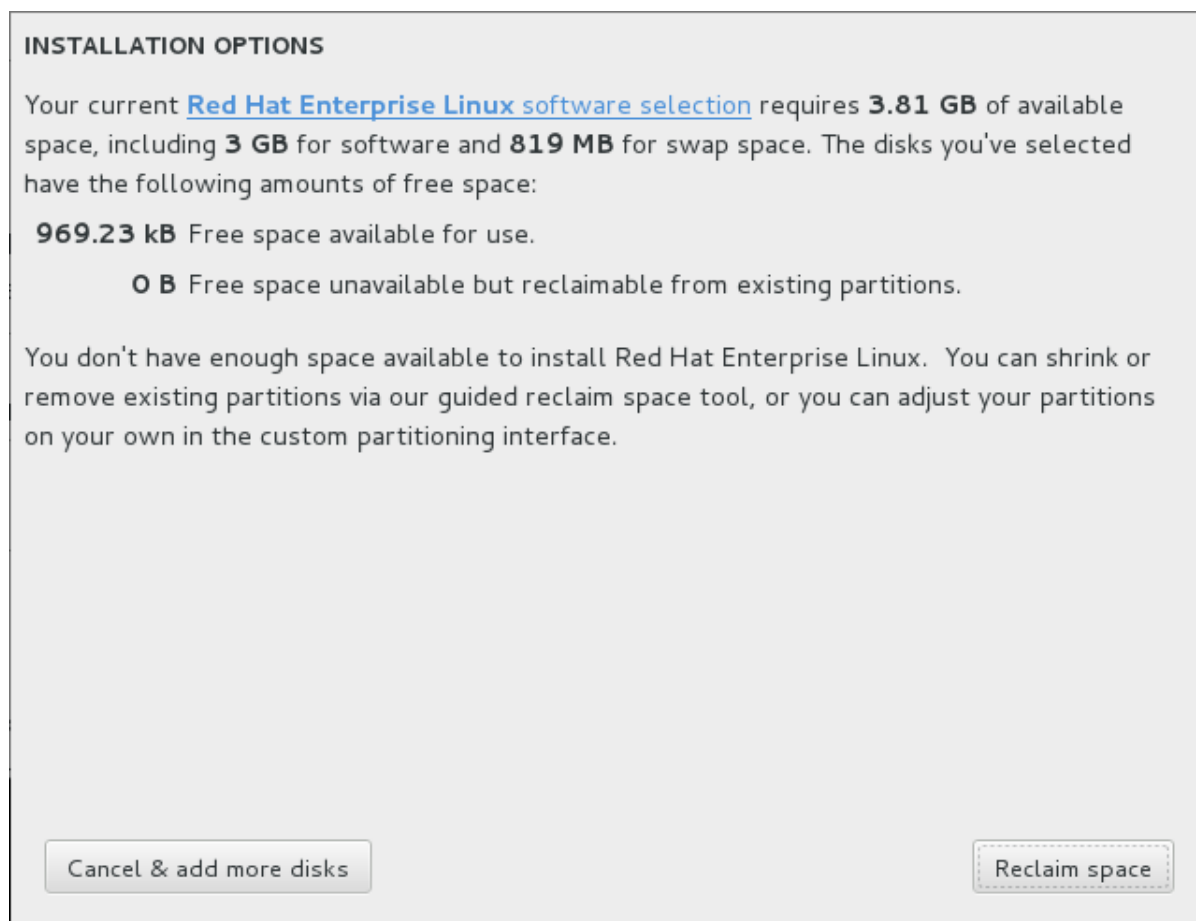 INSTALLATION OPTIONS
Your current Red Hat Enterprise Linux software selection requires 3.81 GB of available
space, including 3 GB for software and 819 MB for swap space. The disks you've selected
have the following amounts of free space:
969.23 kB Free space available for use.
0 B Free space unavailable but reclaimable from existing partitions.
You don't have enough space available to install Red Hat Enterprise Linux.  You can shrink or
remove existing partitions via our guided reclaim space tool, or you can adjust your partitions
on your own in the custom partitioning interface.
Cancel & add more disks
Reclaim space